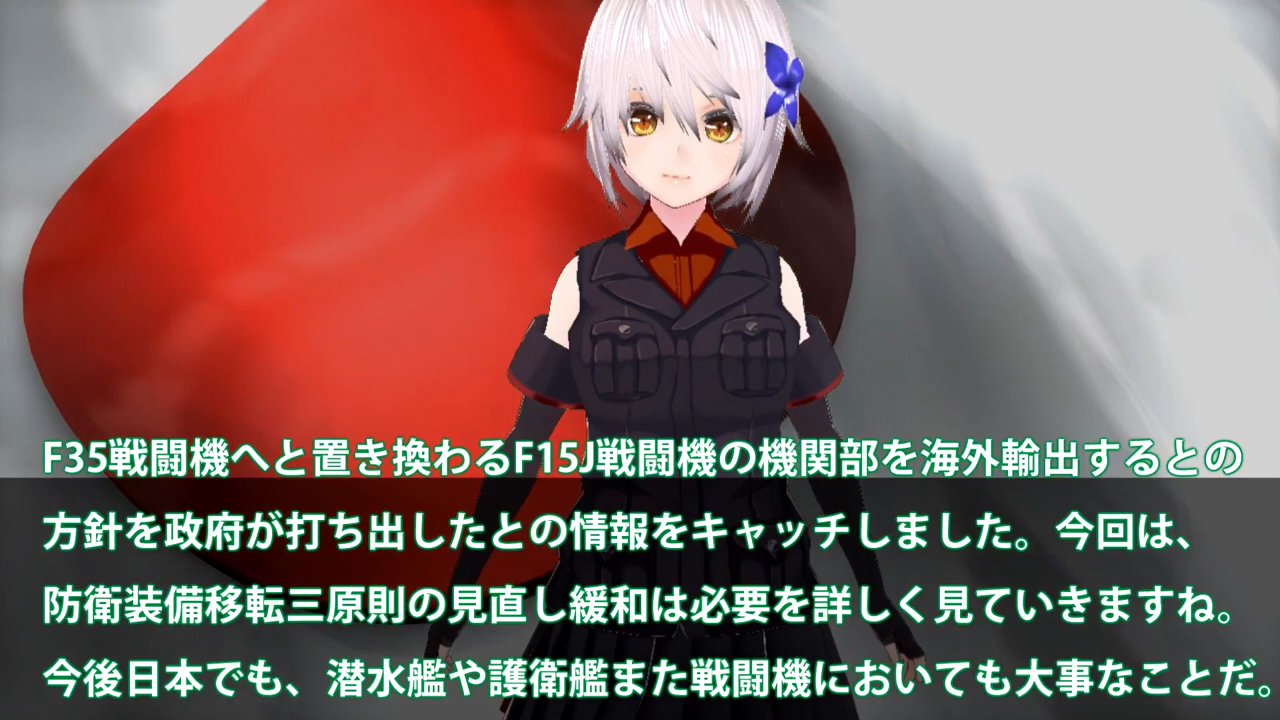 F35戦闘機へと置き換わるF15J戦闘機の機関部を海外輸出するとの
方針を政府が打ち出したとの情報をキャッチしました。今回は、
防衛装備移転三原則の見直し緩和は必要を詳しく見ていきますね。
今後日本でも、潜水艦や護衛艦また戦闘機においても大事なことだ。